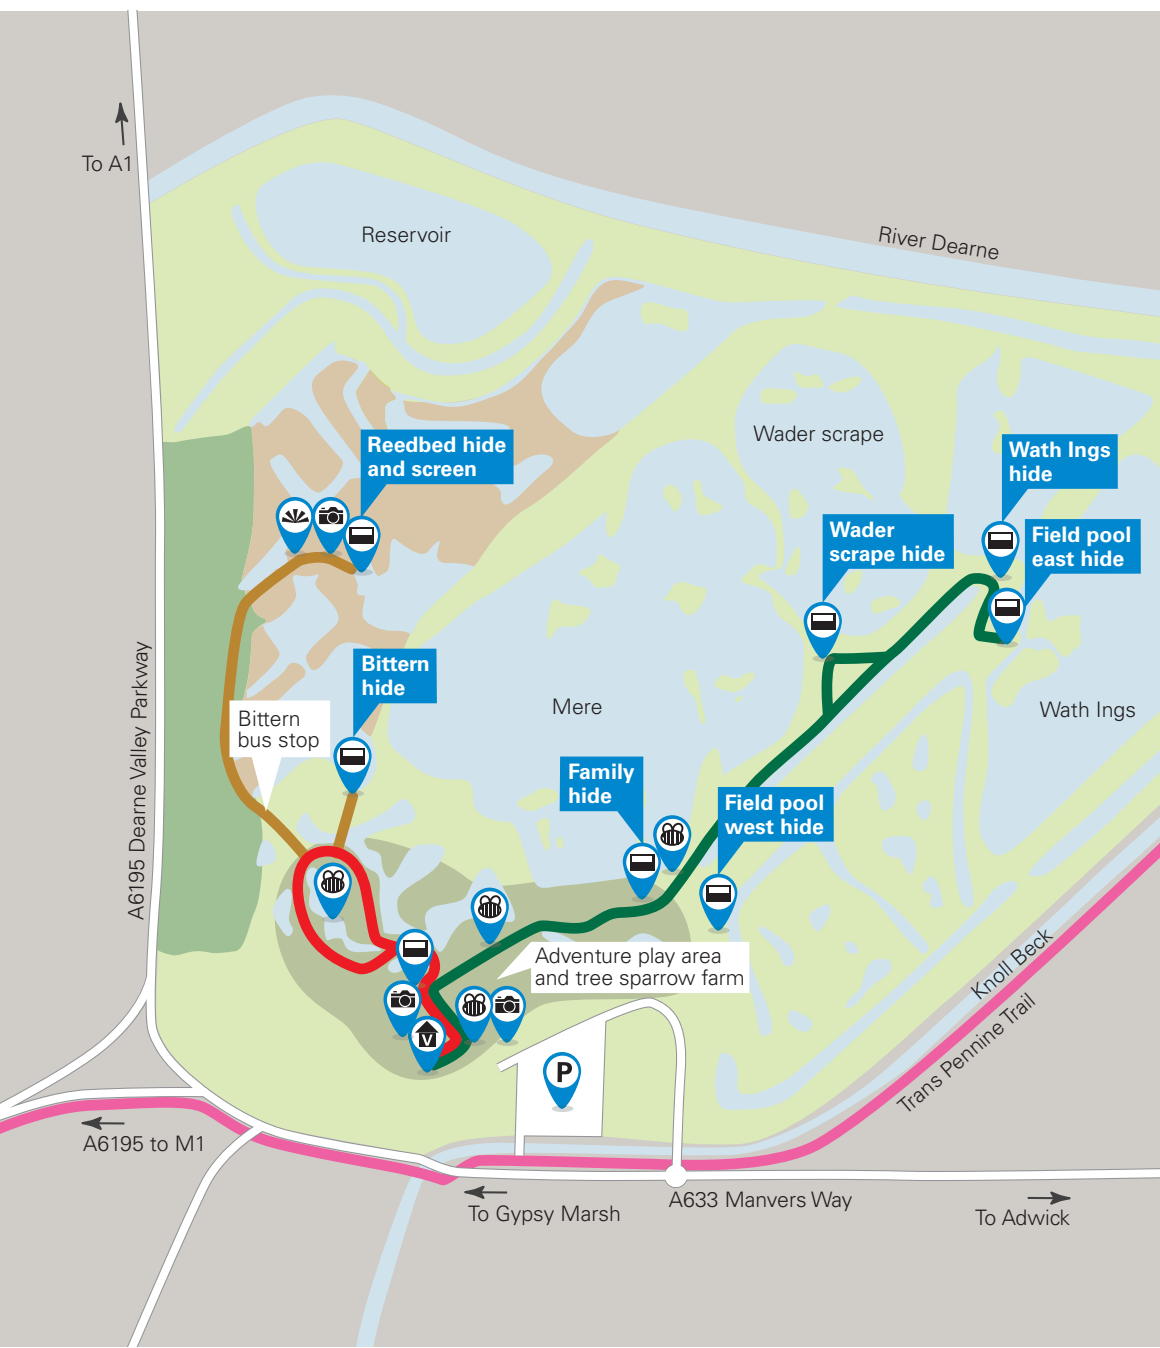 To A1
Reservoir
River Dearne
Wader scrape
Reedbed hide
and screen
Wath Ings
hide
Wader
scrape hide
Field pool
east hide
A6195 Dearne Valley Parkway
Bittern
hide
Bittern
bus stop
Mere
Wath Ings
Family
hide
Field pool
west hide
Adventure play area
and tree sparrow farm
Knoll Beck
Trans Pennine Trail
V
P
A6195 to M1
To Gypsy Marsh
A633 Manvers Way
To Adwick